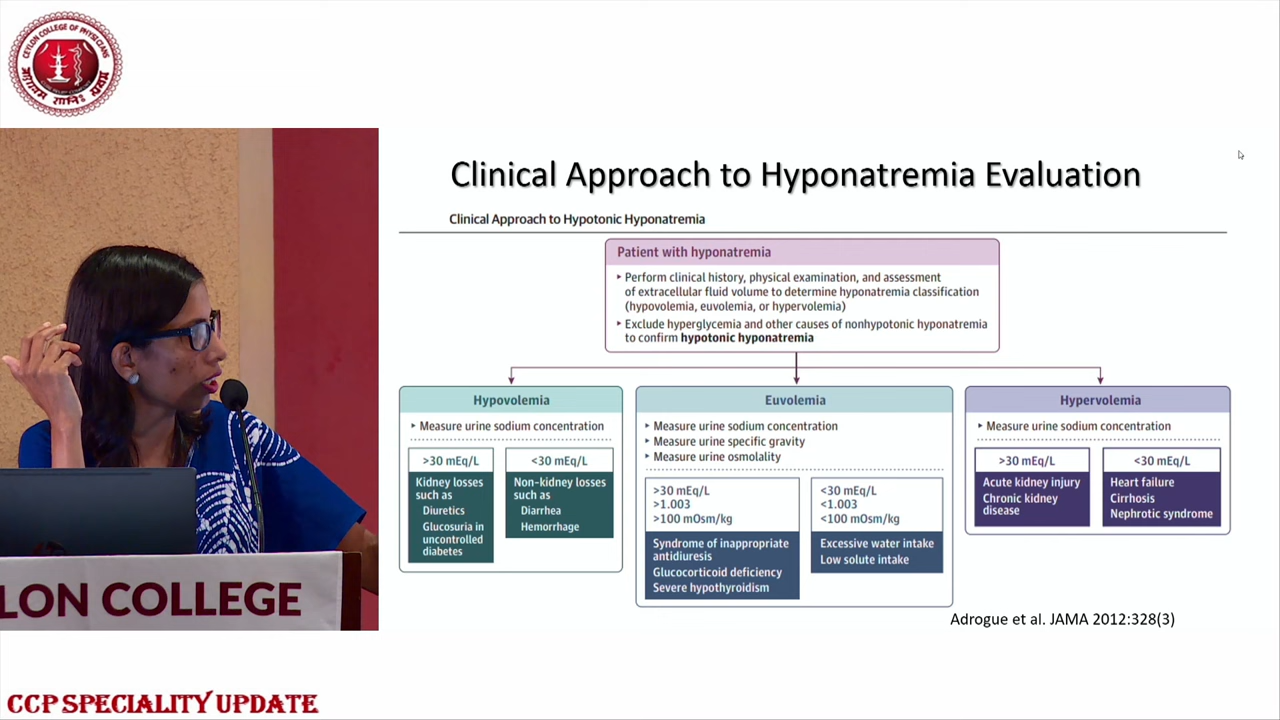 CEYLON COLLEGE OF PHYSICIANS
Clinical Approach to Hyponatremia Evaluation
Clinical Approach to Hypotonic Hyponatremia
Patient with hyponatremia
▸ Perform clinical history, physical examination, and assessment
of extracellular fluid volume to determine hyponatremia classification
(hypovolemia, euvolemia, or hypervolemia)
▸ Exclude hyperglycemia and other causes of nonhypotonic hyponatremia
to confirm hypotonic hyponatremia
Hypovolemia
▸ Measure urine sodium concentration
>30 mEq/L
Kidney losses
such as
Diuretics
Glucosuria in
uncontrolled
diabetes
<30 mEq/L
Non-kidney losses
such as
Diarrhea
Hemorrhage
Euvolemia
▸ Measure urine sodium concentration
▸ Measure urine specific gravity
▸ Measure urine osmolality
>30 mEq/L
>1.003
>100 mOsm/kg
Syndrome of inappropriate
antidiuresis
Glucocorticoid deficiency
Severe hypothyroidism
<30 mEq/L
<1.003
<100 mOsm/kg
Excessive water intake
Low solute intake
Hypervolemia
▸ Measure urine sodium concentration
>30 mEq/L
Acute kidney injury
Chronic kidney
disease
<30 mEq/L
Heart failure
Cirrhosis
Nephrotic syndrome
Adrogue et al. JAMA 2012:328(3)
LON COLLEGE
CCP SPECIALITY UPDATE